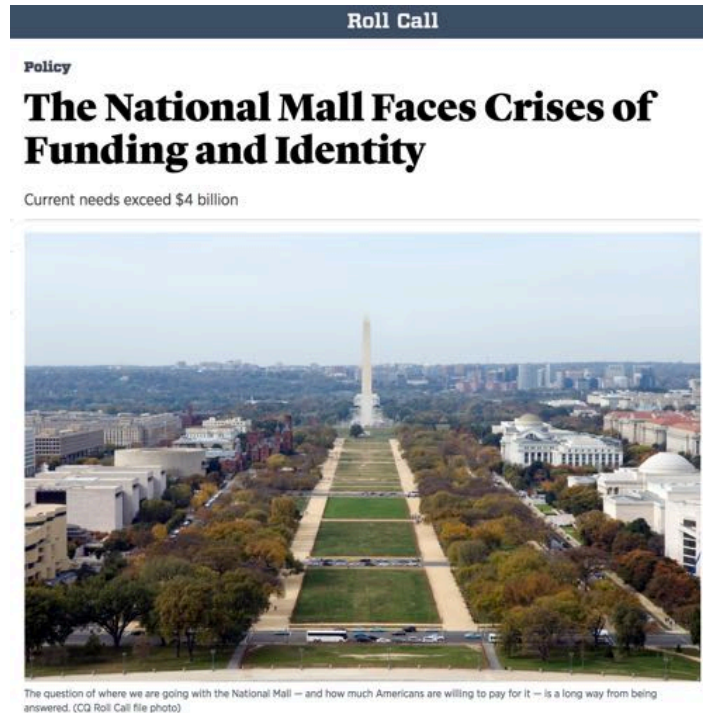 Roll Call
Policy
The National Mall Faces Crises of
Funding and Identity
Current needs exceed $4 billion
The question of where we are going with the National Mall — and how much Americans are willing to pay for it — is a long way from being
answered. (CQ Roll Call file photo)